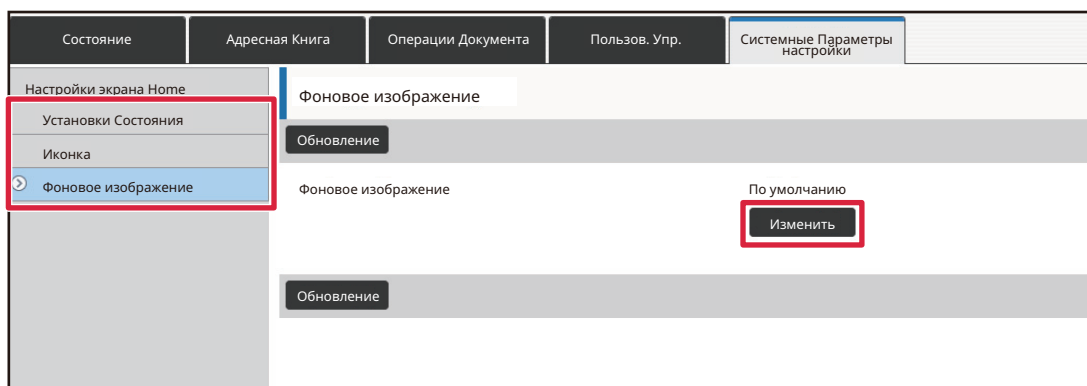 Состояние
Адресная Книга
Операции Документа
Пользов. Упр.
Системные Параметры
настройки
Настройки экрана Home
Установки Состояния
Иконка
Фоновое изображение
Фоновое изображение
Обновление
Фоновое изображение
По умолчанию
Изменить
Обновление